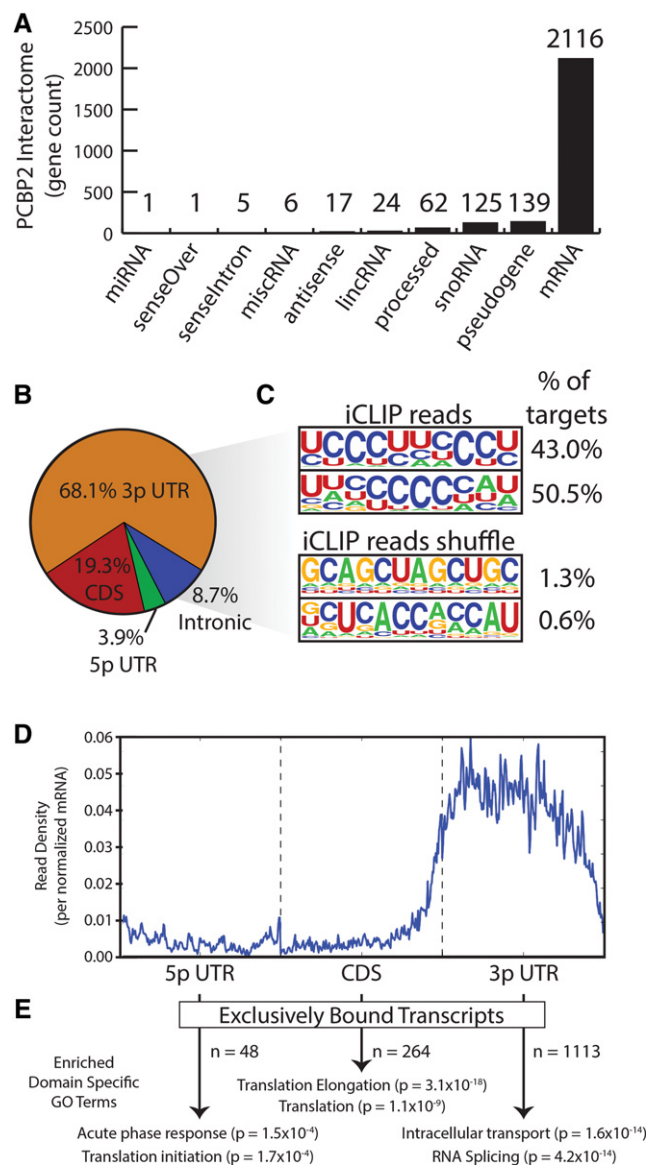 A
PCBP2 Interactome
(gene count)
2500
2000
1500
1000
500
0
1
1
5
6
17
24
62
125
139
2116
miRNA
senseOver
senseIntron
miscRNA
antisense
lincRNA
processed
snoRNA
pseudogene
mRNA
B
68.1% 3p UTR
19.3%
CDS
3.9%
5p UTR
8.7%
Intronic
C
% of
targets
iCLIP reads
UCCCUUCCCU
43.0%
UUCCCCCCAU
50.5%
iCLIP reads shuffle
GCAGCUAGCUGC
1.3%
GCUCACCACCAU
0.6%
D
Read Density
(per normalized mRNA)
0.06
0.05
0.04
0.03
0.02
0.01
0.00
5p UTR
CDS
3p UTR
E
Exclusively Bound Transcripts
n = 48
n = 264
n = 1113
Enriched
Domain Specific
GO Terms
Translation Elongation (p = 3.1x10⁻¹⁸)
Translation (p = 1.1x10⁻⁹)
Acute phase response (p = 1.5x10⁻⁴)
Translation initiation (p = 1.7x10⁻⁴)
Intracellular transport (p = 1.6x10⁻¹⁴)
RNA Splicing (p = 4.2x10⁻¹⁴)